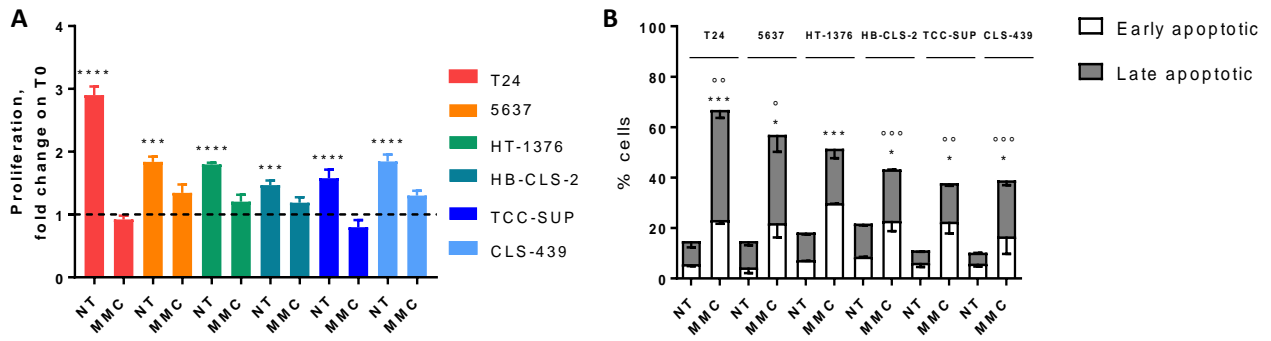 A
Proliferation,
fold change on T0
4
3
2
1
0
****
***
****
***
****
****
NT
MMC
NT
MMC
NT
MMC
NT
MMC
NT
MMC
NT
MMC
T24
5637
HT-1376
HB-CLS-2
TCC-SUP
CLS-439
B
% cells
100
80
60
40
20
0
T24 5637 HT-1376 HB-CLS-2 TCC-SUP CLS-439
°°
***
°
*
***
°°°
*
°°
*
°°°
*
NT
MMC
NT
MMC
NT
MMC
NT
MMC
NT
MMC
NT
MMC
Early apoptotic
Late apoptotic